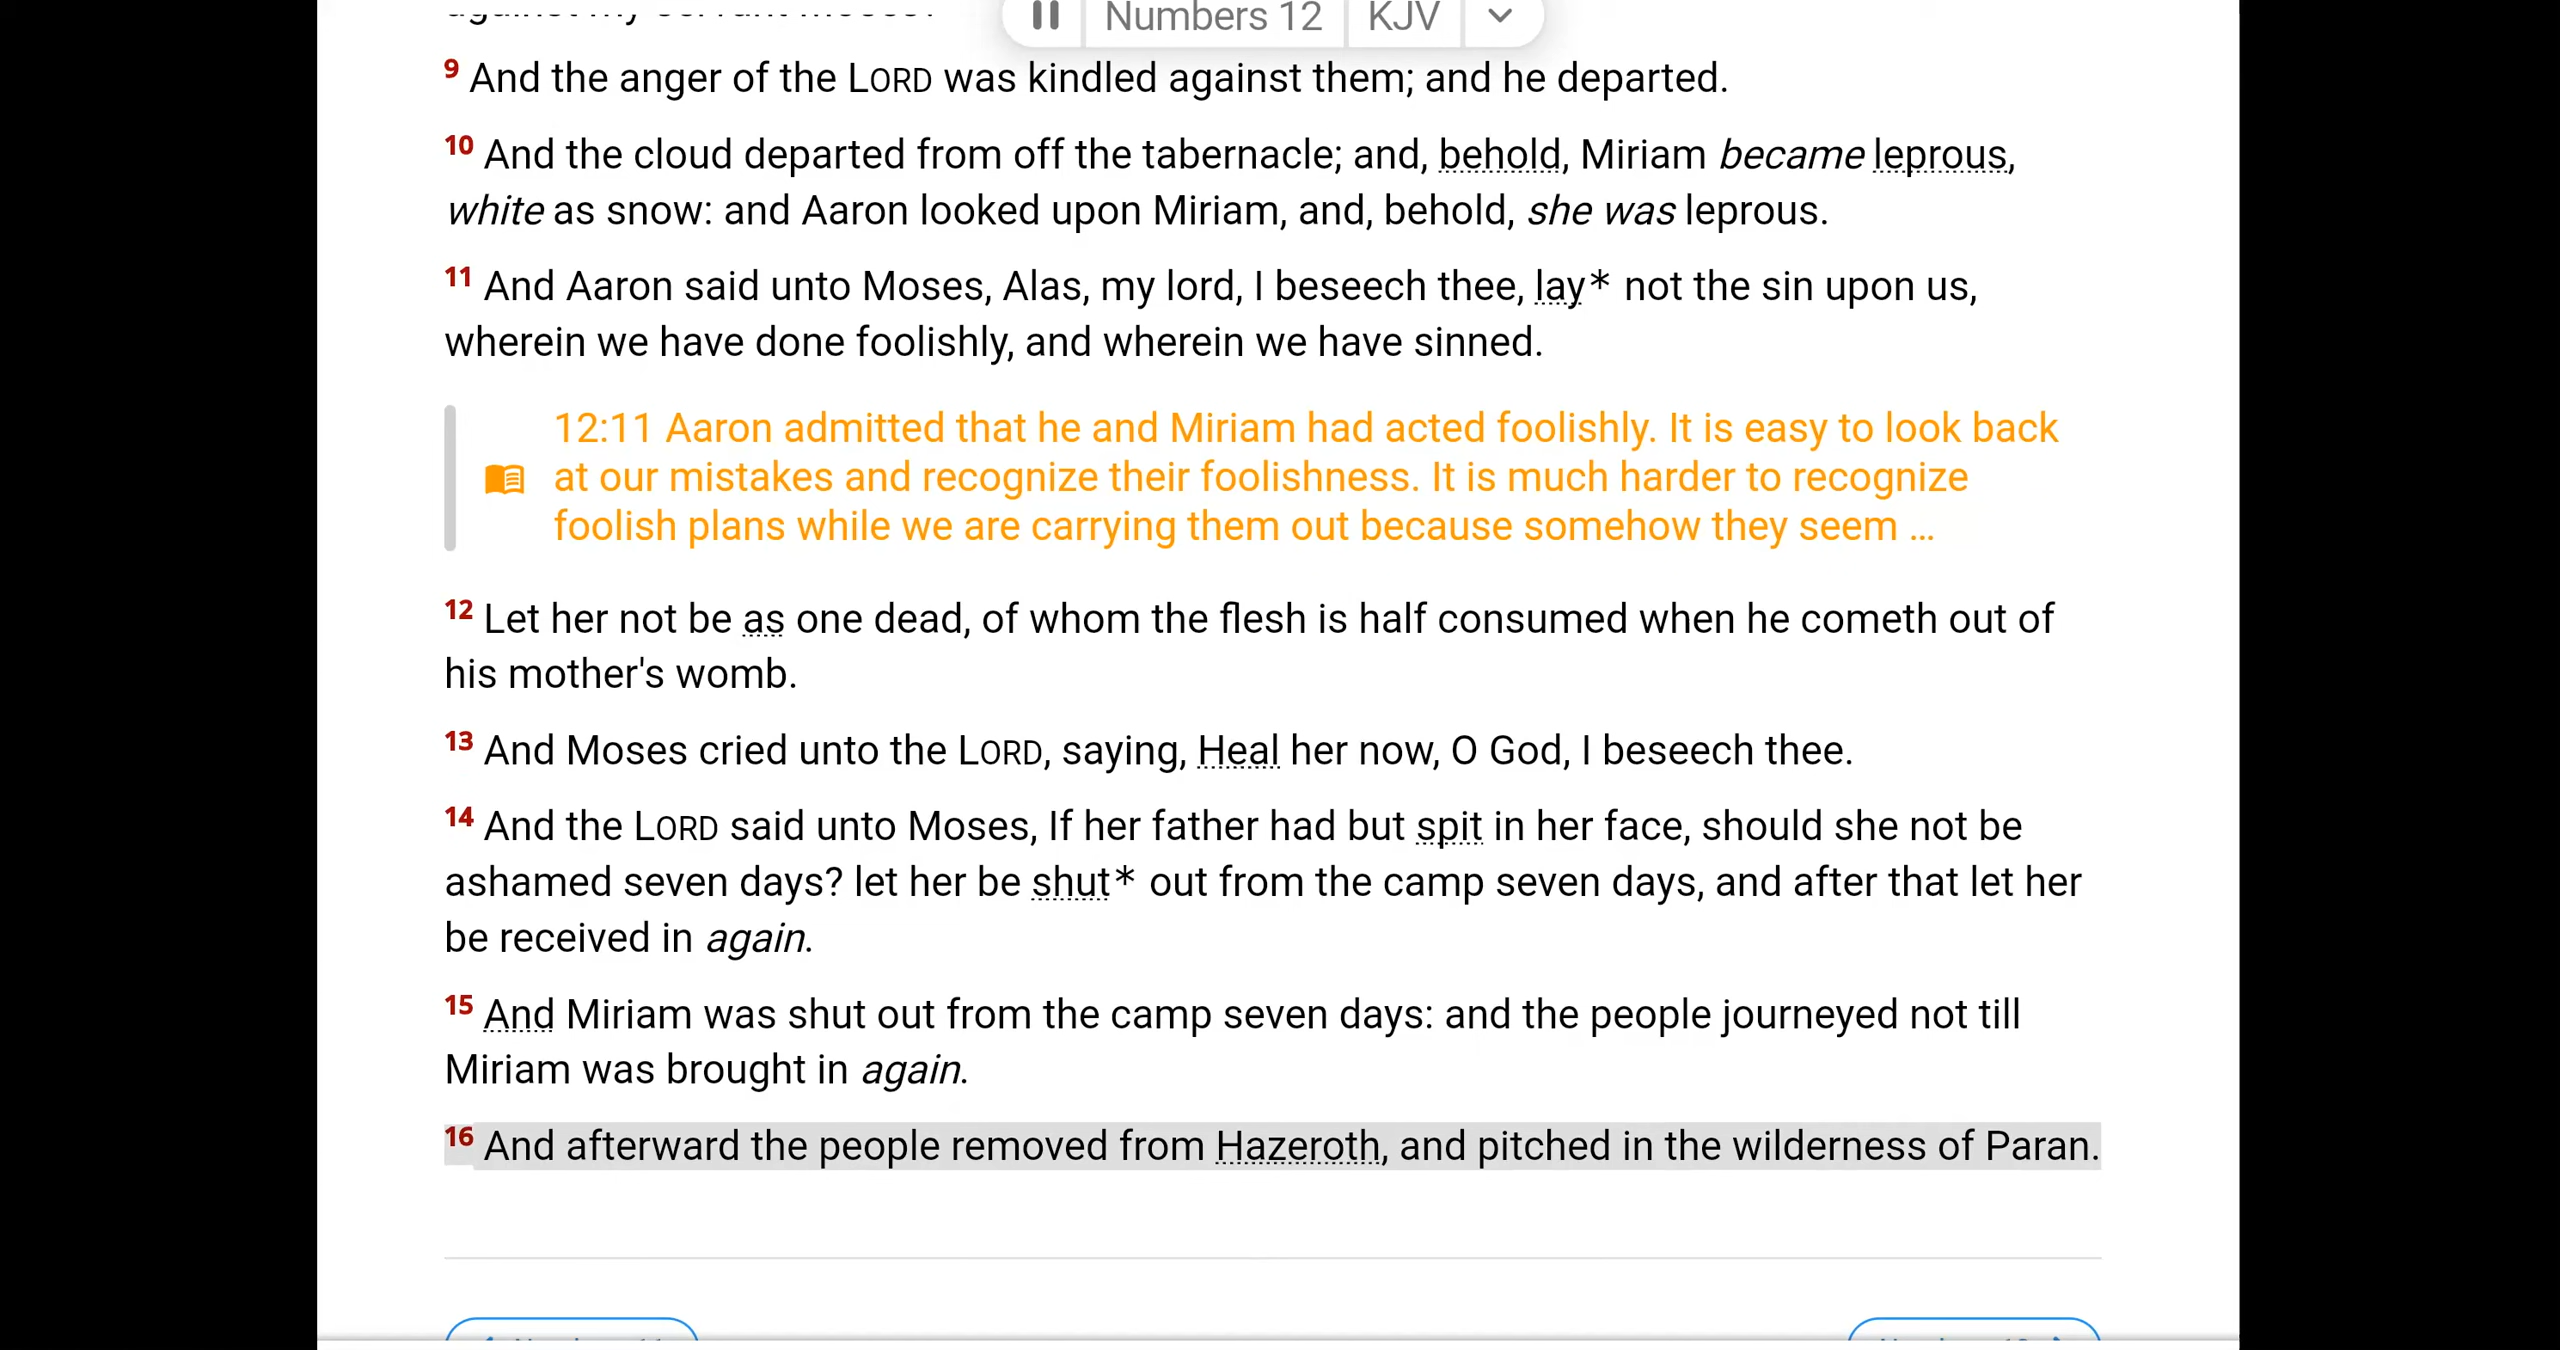 Numbers 12 KJV
9 And the anger of the LORD was kindled against them; and he departed.
10 And the cloud departed from off the tabernacle; and, behold, Miriam became leprous,
white as snow: and Aaron looked upon Miriam, and, behold, she was leprous.
11 And Aaron said unto Moses, Alas, my lord, I beseech thee, lay* not the sin upon us,
wherein we have done foolishly, and wherein we have sinned.
12:11 Aaron admitted that he and Miriam had acted foolishly. It is easy to look back
at our mistakes and recognize their foolishness. It is much harder to recognize
foolish plans while we are carrying them out because somehow they seem ...
12 Let her not be as one dead, of whom the flesh is half consumed when he cometh out of
his mother's womb.
13 And Moses cried unto the LORD, saying, Heal her now, O God, I beseech thee.
14 And the LORD said unto Moses, If her father had but spit in her face, should she not be
ashamed seven days? let her be shut* out from the camp seven days, and after that let her
be received in again.
15 And Miriam was shut out from the camp seven days: and the people journeyed not till
Miriam was brought in again.
16 And afterward the people removed from Hazeroth, and pitched in the wilderness of Paran.